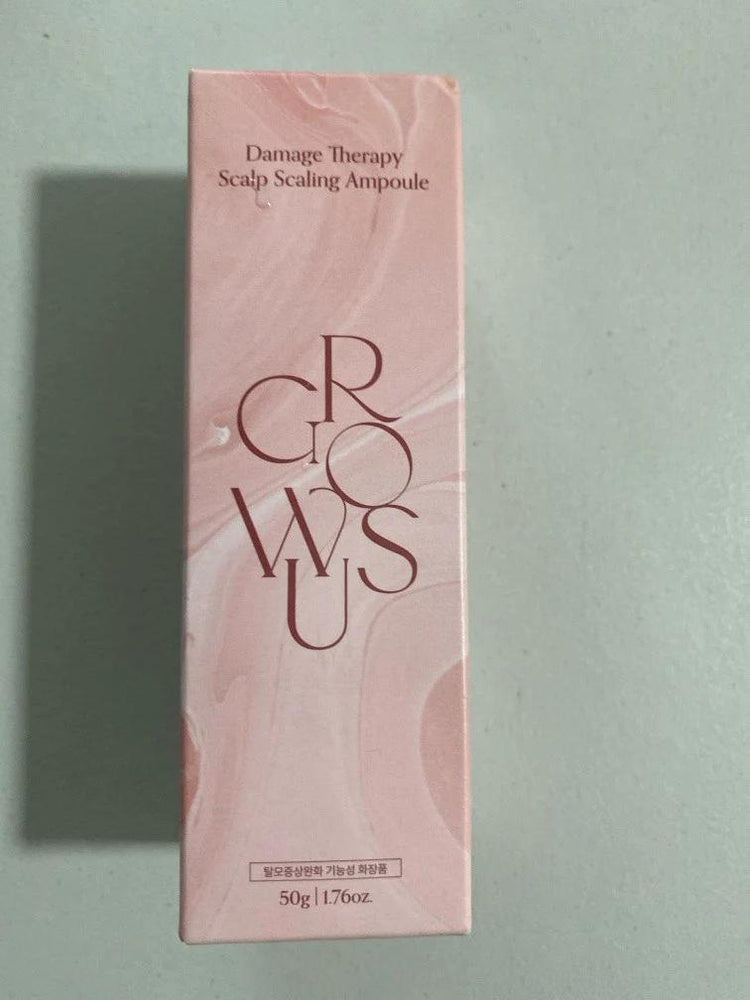 Damage Therapy
Scalp Scaling Ampoule
GROWUS
탈모증상완화 기능성 화장품
50g | 1.76oz.